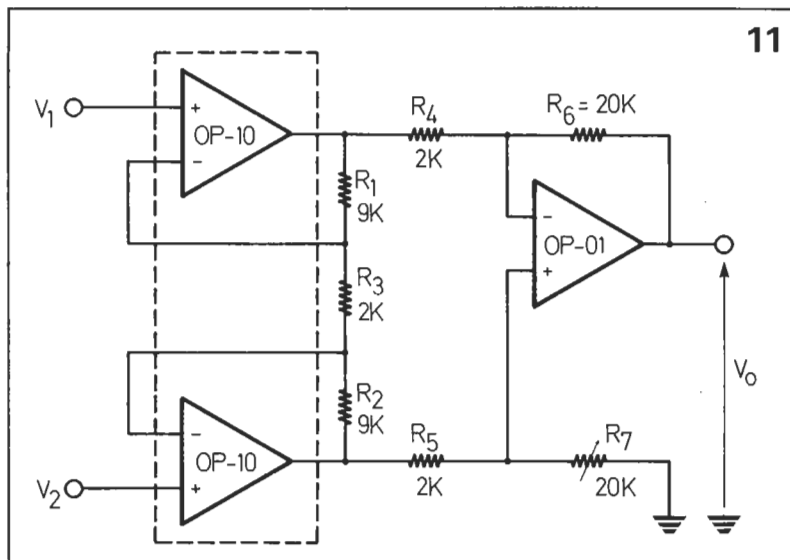 11
V1
+
OP-10
−
R4
2K
R6 = 20K
R1
9K
R3
2K
−
OP-01
+
R2
9K
−
OP-10
+
V2
R5
2K
R7
20K
Vo